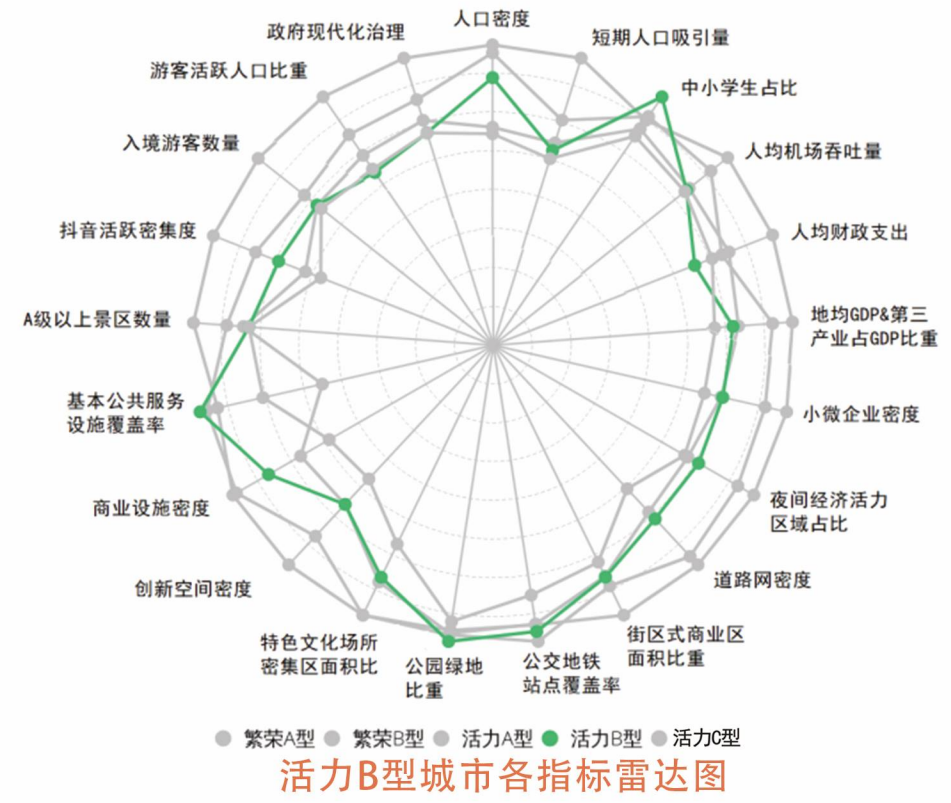 人口密度
短期人口吸引量
中小学生占比
人均机场吞吐量
人均财政支出
地均GDP&第三
产业占GDP比重
小微企业密度
夜间经济活力
区域占比
道路网密度
街区式商业区
面积比重
公交地铁
站点覆盖率
公园绿地
比重
特色文化场所
密集区面积比
创新空间密度
商业设施密度
基本公共服务
设施覆盖率
A级以上景区数量
抖音活跃密集度
入境游客数量
游客活跃人口比重
政府现代化治理
繁荣A型 繁荣B型 活力A型 活力B型 活力C型
活力B型城市各指标雷达图